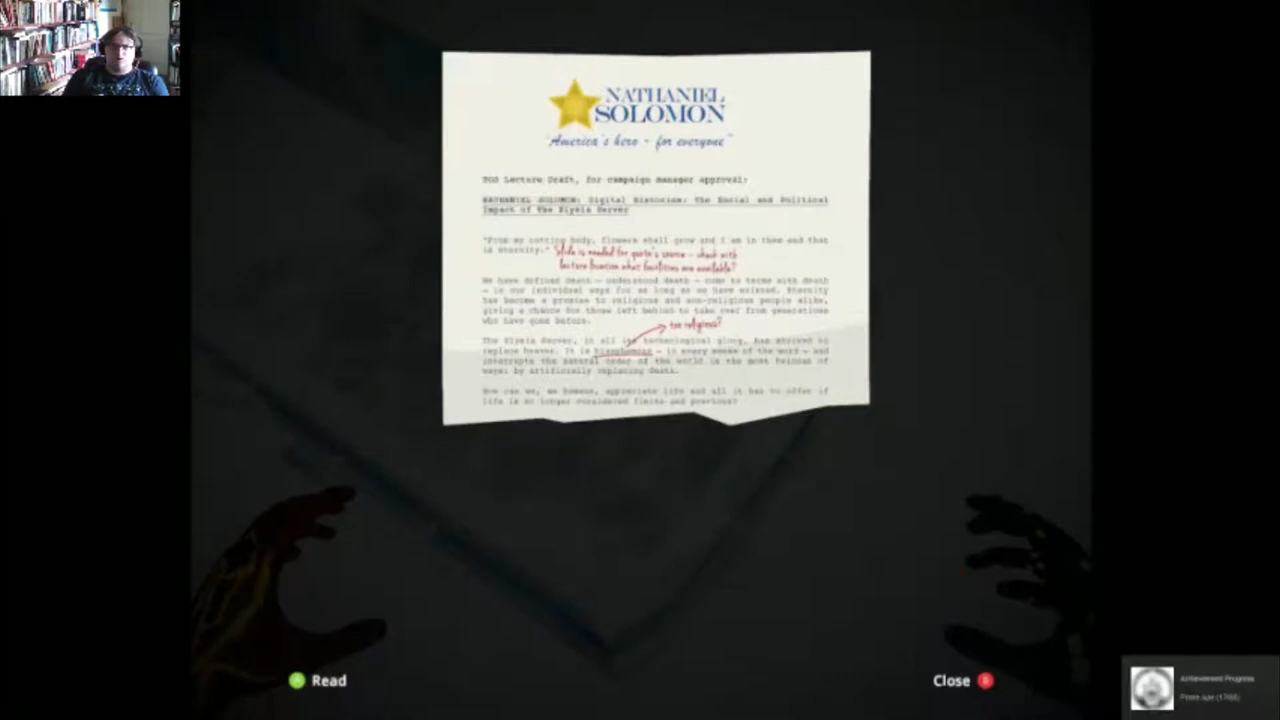 NATHANIEL
SOLOMON
"America's hero - for everyone"
TGS Lecture Draft, for campaign manager approval:
NATHANIEL SOLOMON: Digital Historism: The Social and Political
Impact of The Elysia Server
"From my rotting body, flowers shall grow and I am in them and that
is eternity." Slide is needed for quote's source - check with
lecture location what facilities are available?
We have defined death - understood death - come to terms with death
- in our individual ways for as long as we have existed. Eternity
has become a promise to religious and non-religious people alike,
giving a chance for those left behind to take over from generations
who have gone before.
too religious?
The Elysia Server, in all its technological glory, has strived to
replace heaven. It is blasphemous - in every sense of the word - and
interrupts the natural order of the world in the most heinous of
ways: by artificially replacing death.
How can we, as humans, appreciate life and all it has to offer if
life is no longer considered finite and precious?
Read
Close
Achievement Progress